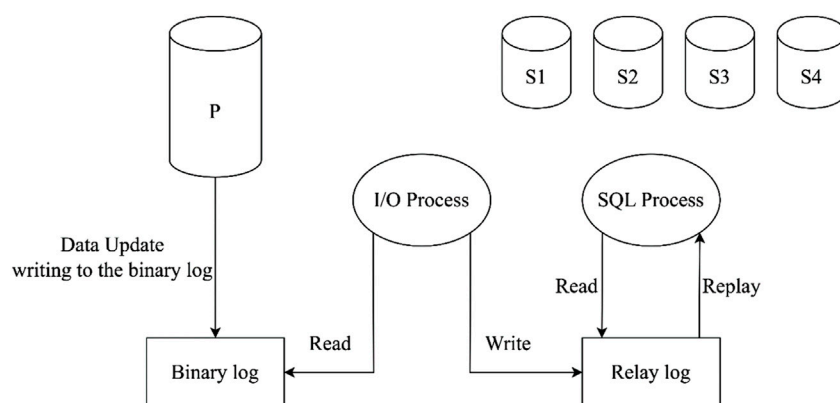 P
S1
S2
S3
S4
I/O Process
SQL Process
Data Update
writing to the binary log
Read
Replay
Read
Write
Binary log
Relay log